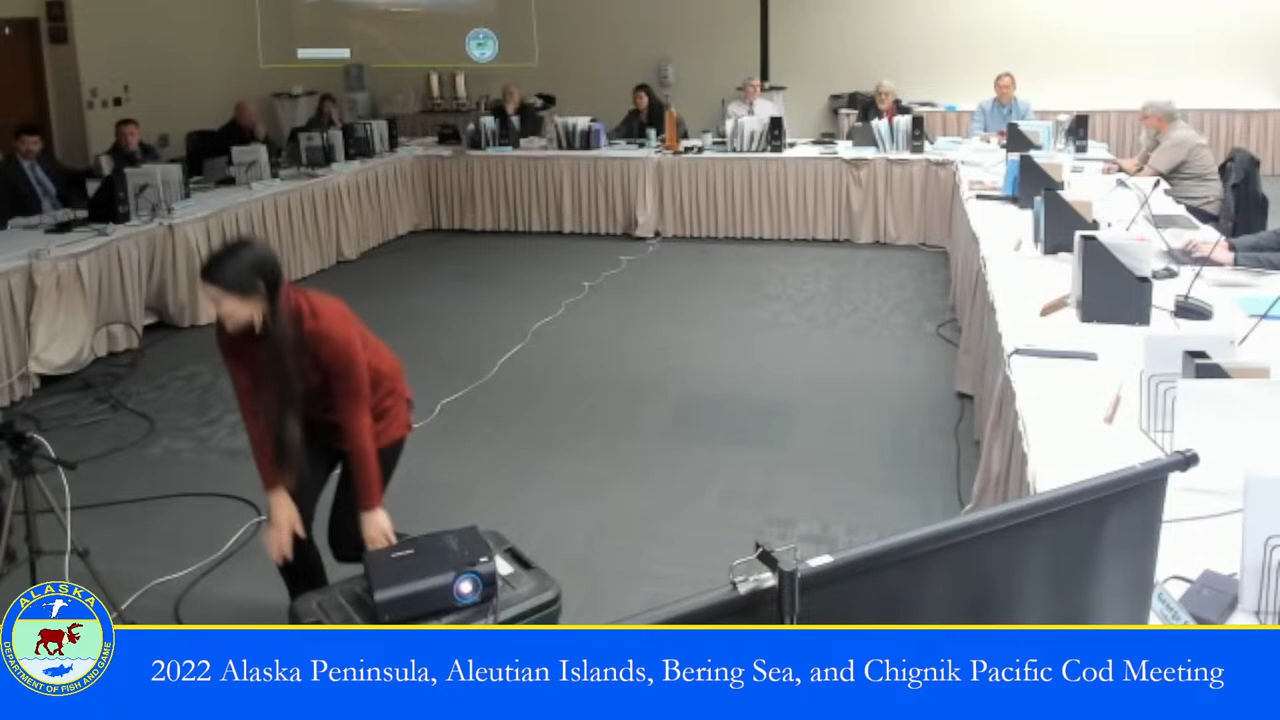 ALASKA
DEPARTMENT OF FISH AND GAME
2022 Alaska Peninsula, Aleutian Islands, Bering Sea, and Chignik Pacific Cod Meeting